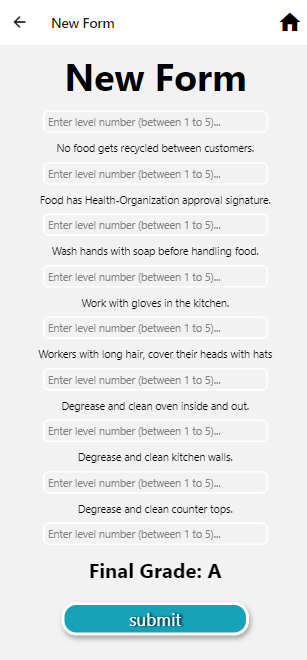 New Form
New Form
Enter level number (between 1 to 5)...
No food gets recycled between customers.
Enter level number (between 1 to 5)...
Food has Health-Organization approval signature.
Enter level number (between 1 to 5)...
Wash hands with soap before handling food.
Enter level number (between 1 to 5)...
Work with gloves in the kitchen.
Enter level number (between 1 to 5)...
Workers with long hair, cover their heads with hats
Enter level number (between 1 to 5)...
Degrease and clean oven inside and out.
Enter level number (between 1 to 5)...
Degrease and clean kitchen walls.
Enter level number (between 1 to 5)...
Degrease and clean counter tops.
Enter level number (between 1 to 5)...
Final Grade: A
submit